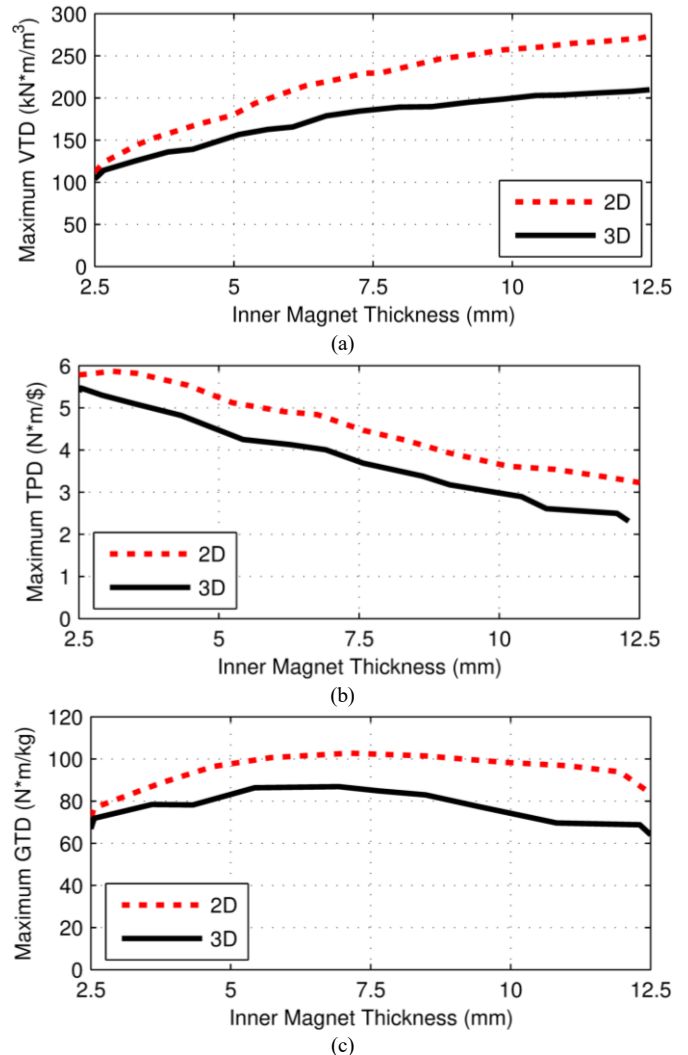 300
250
200
150
100
50
0
Maximum VTD (kN*m/m³)
2D
3D
2.5 5 7.5 10 12.5
Inner Magnet Thickness (mm)
(a)
6
5
4
3
2
1
0
Maximum TPD (N*m/$)
2D
3D
2.5 5 7.5 10 12.5
Inner Magnet Thickness (mm)
(b)
120
100
80
60
40
20
0
Maximum GTD (N*m/kg)
2D
3D
2.5 5 7.5 10 12.5
Inner Magnet Thickness (mm)
(c)